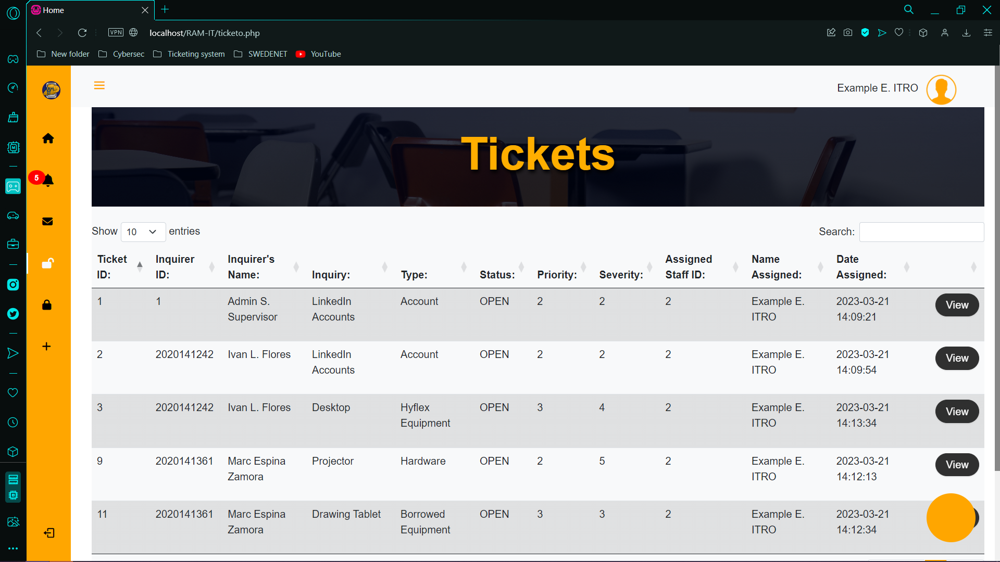 Home
VPN
localhost/RAM-IT/ticketo.php
New folder Cybersec Ticketing system SWEDENET YouTube
Example E. ITRO
Tickets
5
Show 10 entries
Search:
Ticket ID: Inquirer ID: Inquirer's Name: Inquiry: Type: Status: Priority: Severity: Assigned Staff ID: Name Assigned: Date Assigned:
1 1 Admin S. Supervisor LinkedIn Accounts Account OPEN 2 2 2 Example E. ITRO 2023-03-21 14:09:21 View
2 2020141242 Ivan L. Flores LinkedIn Accounts Account OPEN 2 2 2 Example E. ITRO 2023-03-21 14:09:54 View
3 2020141242 Ivan L. Flores Desktop Hyflex Equipment OPEN 3 4 2 Example E. ITRO 2023-03-21 14:13:34 View
9 2020141361 Marc Espina Zamora Projector Hardware OPEN 2 5 2 Example E. ITRO 2023-03-21 14:12:13 View
11 2020141361 Marc Espina Zamora Drawing Tablet Borrowed Equipment OPEN 3 3 2 Example E. ITRO 2023-03-21 14:12:34